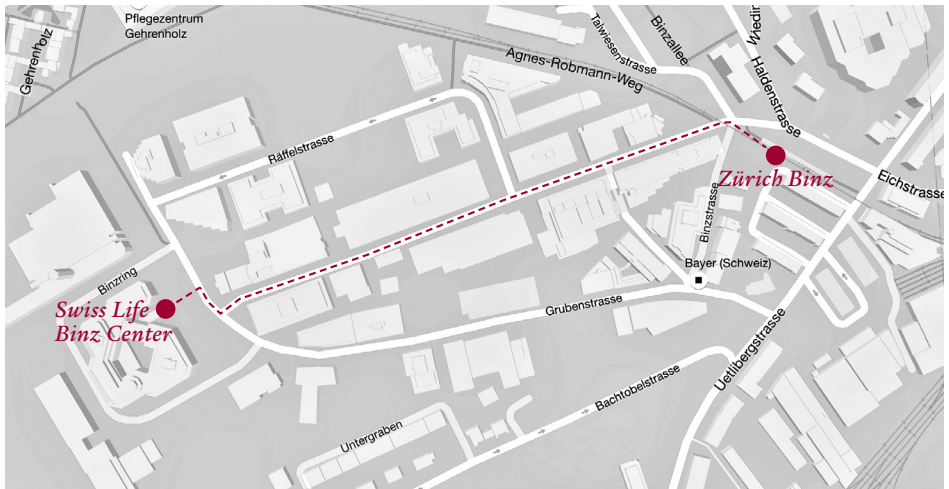 Pflegezentrum
Gehrenholz
Gehrenholz
Talwiesenstrasse
Binzallee
Wiedin
Haldenstrasse
Agnes-Robmann-Weg
Räffelstrasse
Zürich Binz
Eichstrasse
Binzstrasse
Bayer (Schweiz)
Binzring
Swiss Life
Binz Center
Grubenstrasse
Uetlibergstrasse
Bachtobelstrasse
Untergraben